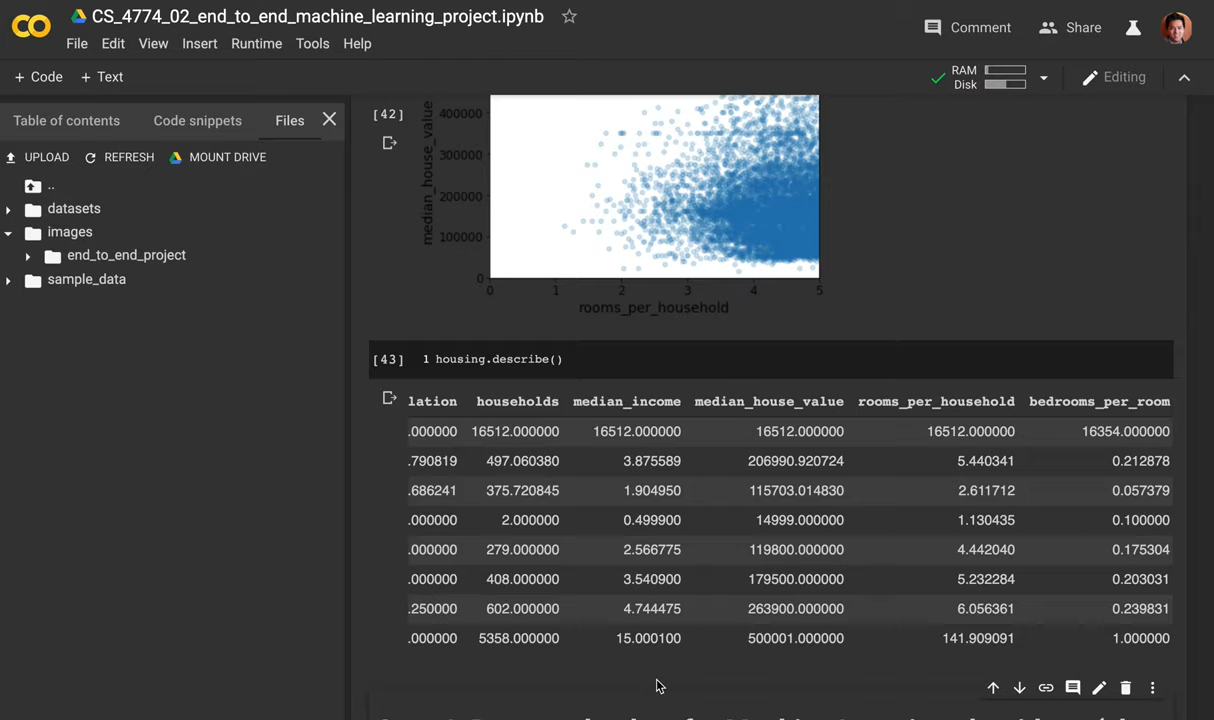 CO CS_4774_02_end_to_end_machine_learning_project.ipynb
File Edit View Insert Runtime Tools Help
Comment Share
+ Code + Text
RAM
Disk
Editing
Table of contents Code snippets Files
UPLOAD REFRESH MOUNT DRIVE
..
datasets
images
end_to_end_project
sample_data
[42]
median_house_value
400000
300000
200000
100000
0
0 1 2 3 4 5
rooms_per_household
[43] 1 housing.describe()
lation households median_income median_house_value rooms_per_household bedrooms_per_room
.000000 16512.000000 16512.000000 16512.000000 16512.000000 16354.000000
.790819 497.060380 3.875589 206990.920724 5.440341 0.212878
.686241 375.720845 1.904950 115703.014830 2.611712 0.057379
.000000 2.000000 0.499900 14999.000000 1.130435 0.100000
.000000 279.000000 2.566775 119800.000000 4.442040 0.175304
.000000 408.000000 3.540900 179500.000000 5.232284 0.203031
.250000 602.000000 4.744475 263900.000000 6.056361 0.239831
.000000 5358.000000 15.000100 500001.000000 141.909091 1.000000